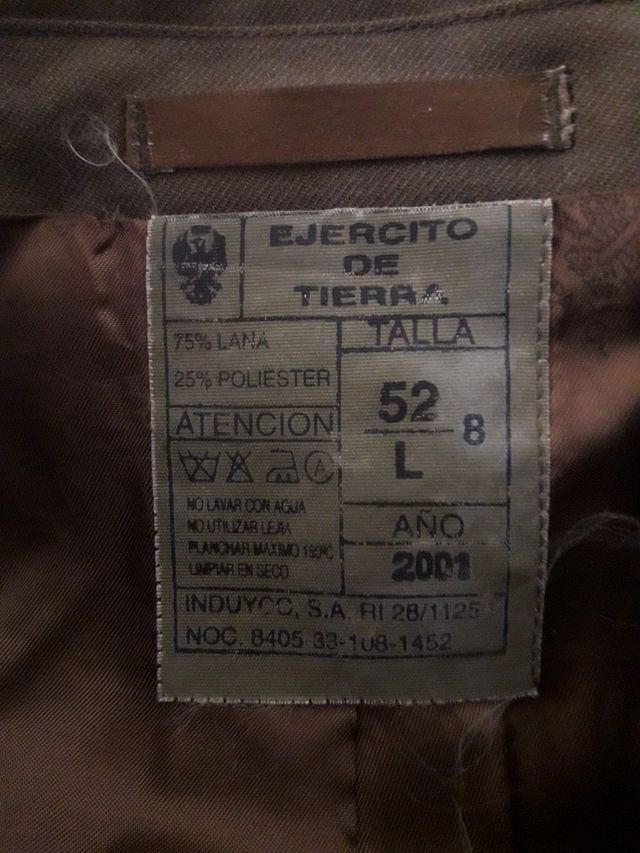 EJERCITO
DE
TIERRA
75% LANA
25% POLIESTER
TALLA
52
L
8
ATENCION
A
NO LAVAR CON AGUA
NO UTILIZAR LEJIA
PLANCHAR MAXIMO
LIMPIAR EN SECO
AÑO
2001
INDUYCO, S.A. RI 28/1125
NOC. 8405 33-108-1452